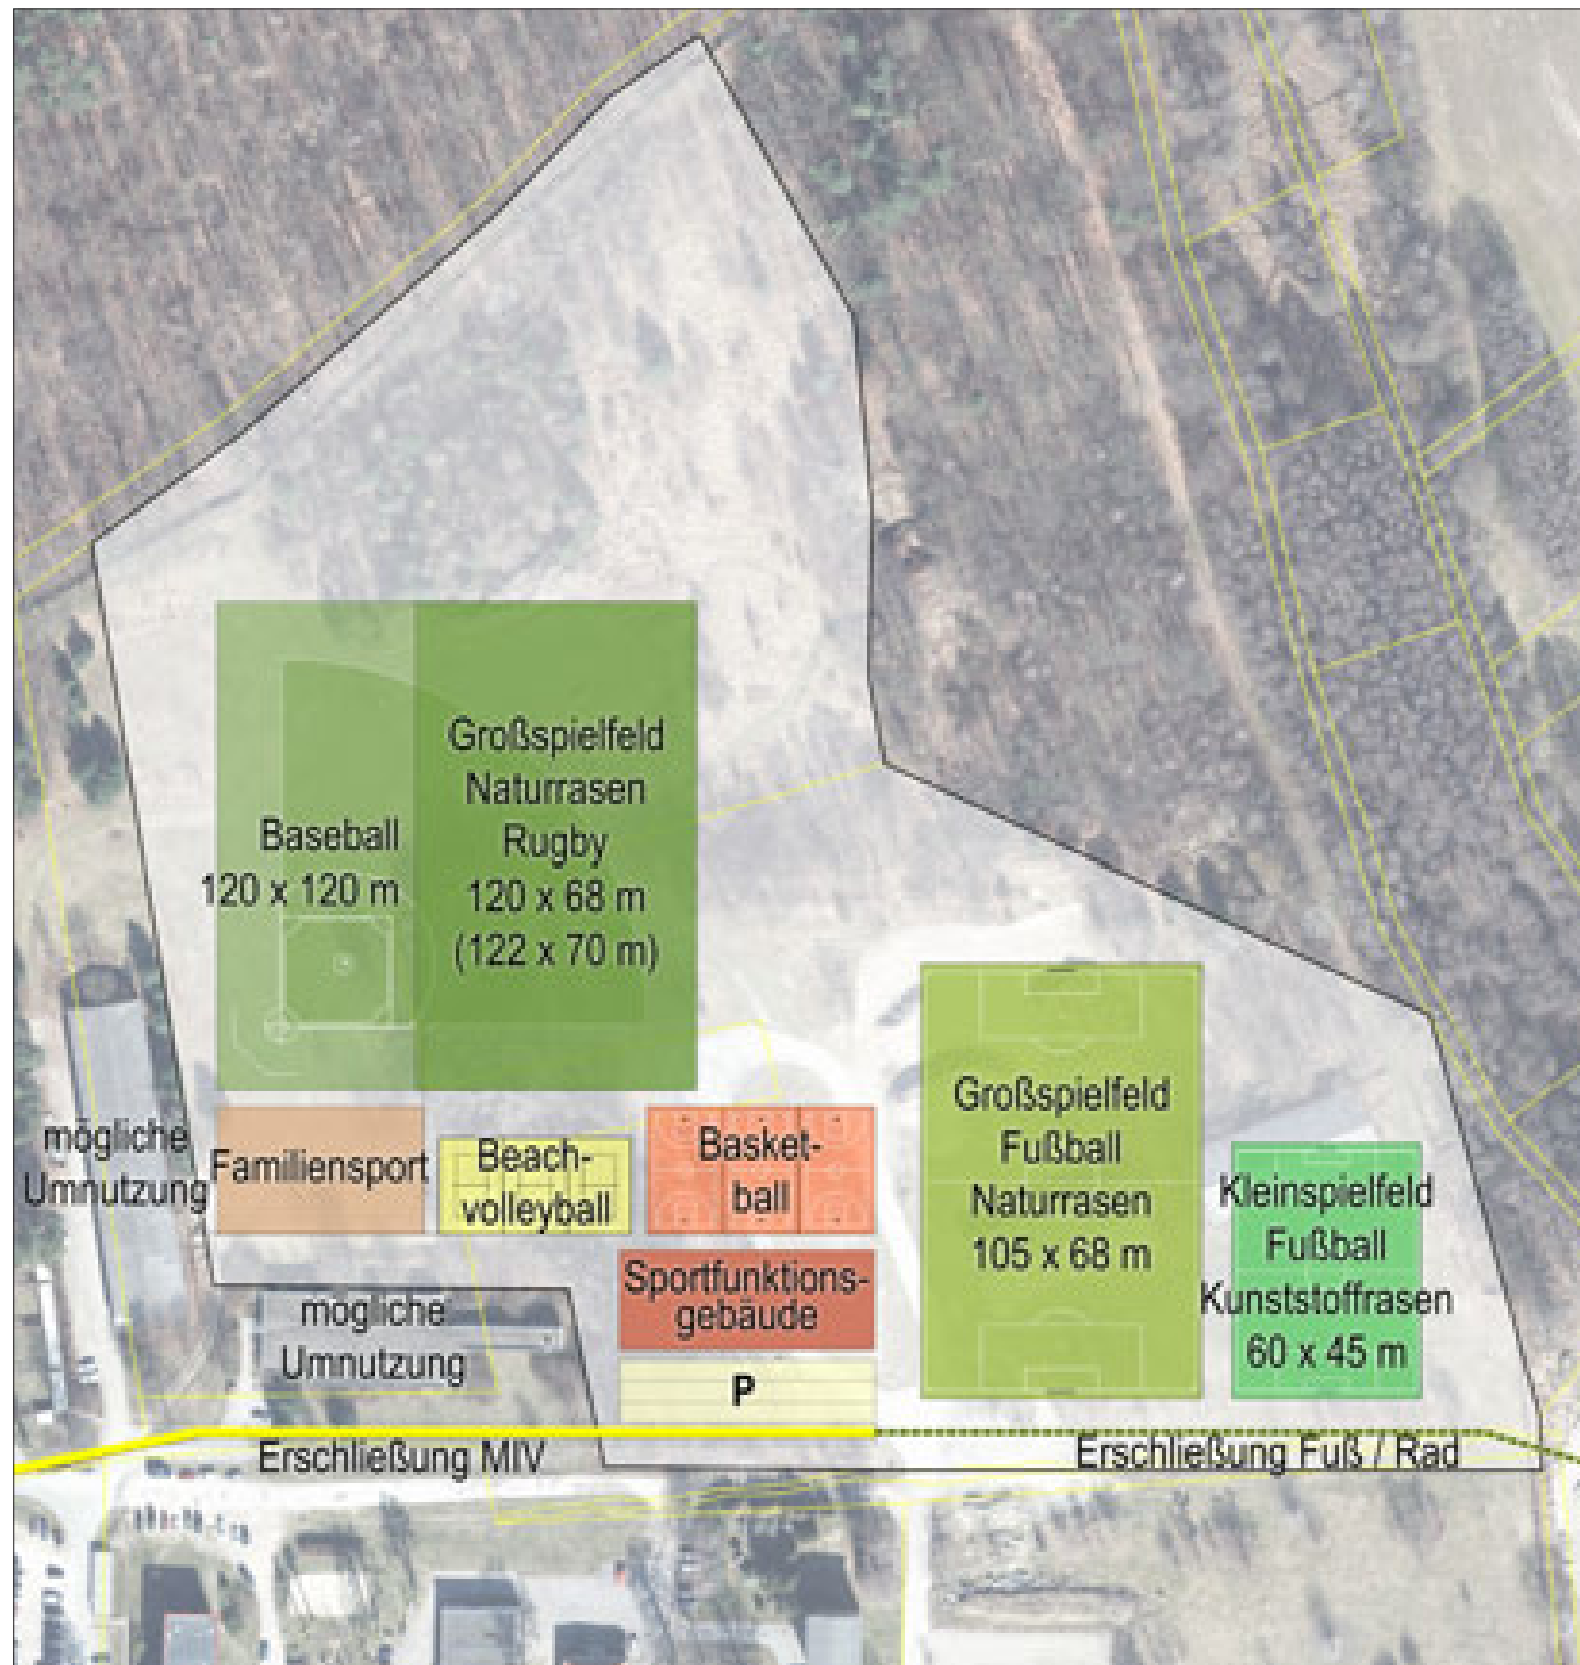 Großspielfeld
Naturrasen
Rugby
120 x 68 m
(122 x 70 m)
Baseball
120 x 120 m
Großspielfeld
Fußball
Naturrasen
105 x 68 m
mögliche
Umnutzung
Familiensport
Beach-
volleyball
Basket-
ball
Kleinspielfeld
Fußball
Kunststoffrasen
60 x 45 m
Sportfunktions-
gebäude
mögliche
Umnutzung
P
Erschließung MIV
Erschließung Fuß / Rad